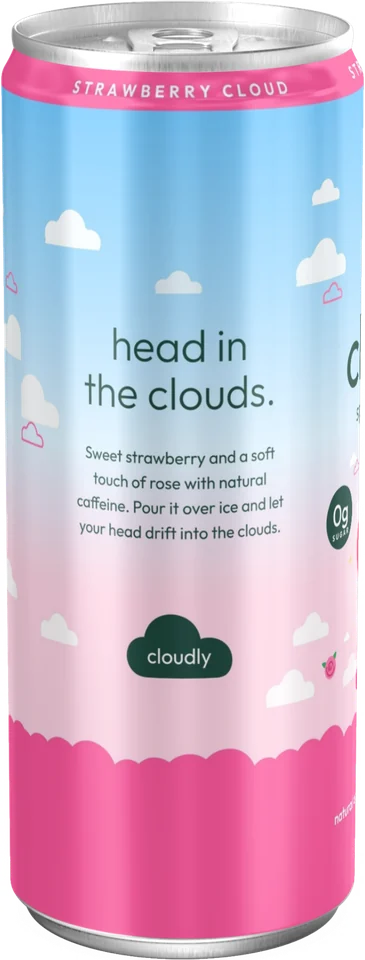 STRAWBERRY CLOUD
head in
the clouds.
Sweet strawberry and a soft
touch of rose with natural
caffeine. Pour it over ice and let
your head drift into the clouds.
0g
SUGAR
cloudly